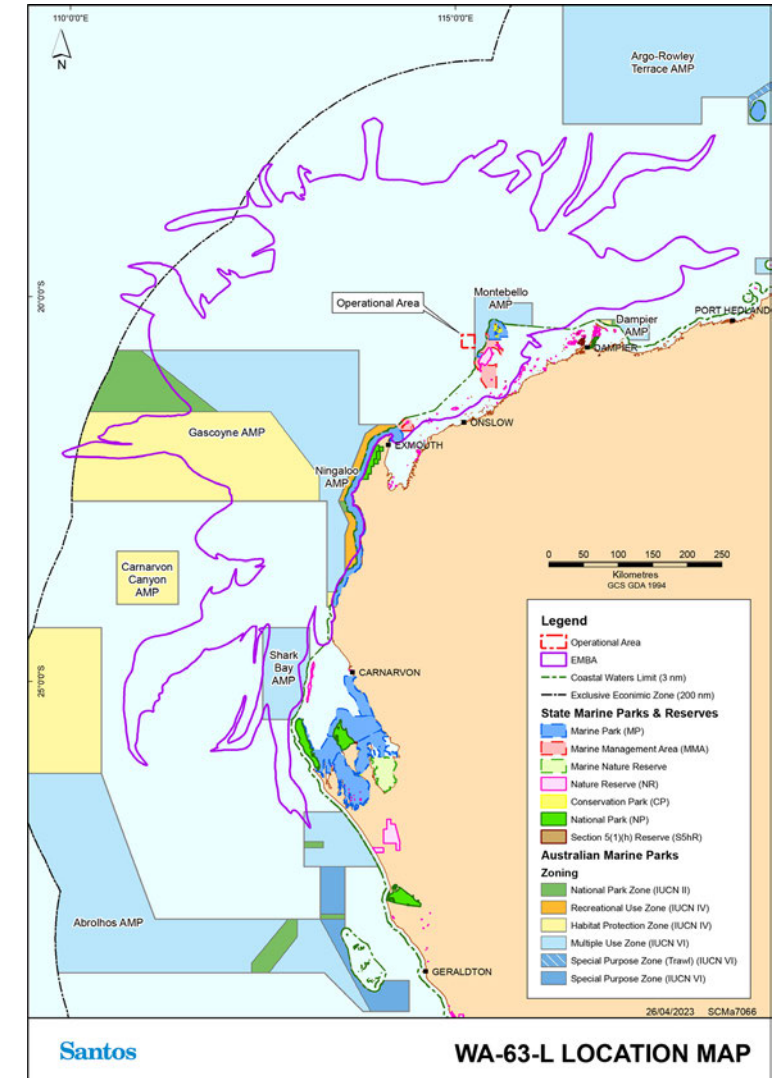 110°0'0"E
115°0'0"E
N
Argo-Rowley
Terrace AMP
20°0'0"S
Operational Area
Montebello
AMP
Dampier
AMP
PORT HEDLAND
DAMPIER
ONSLOW
EXMOUTH
Gascoyne AMP
Ningaloo
AMP
Carnarvon
Canyon
AMP
25°0'0"S
Shark
Bay
AMP
CARNARVON
Abrolhos AMP
GERALDTON
0 50 100 150 200 250
Kilometres
GCS GDA 1994
Legend
Operational Area
EMBA
Coastal Waters Limit (3 nm)
Exclusive Econimic Zone (200 nm)
State Marine Parks & Reserves
Marine Park (MP)
Marine Management Area (MMA)
Marine Nature Reserve
Nature Reserve (NR)
Conservation Park (CP)
National Park (NP)
Section 5(1)(h) Reserve (S5hR)
Australian Marine Parks
Zoning
National Park Zone (IUCN II)
Recreational Use Zone (IUCN IV)
Habitat Protection Zone (IUCN IV)
Multiple Use Zone (IUCN VI)
Special Purpose Zone (Trawl) (IUCN VI)
Special Purpose Zone (IUCN VI)
26/04/2023 SCMa7066
Santos
WA-63-L LOCATION MAP